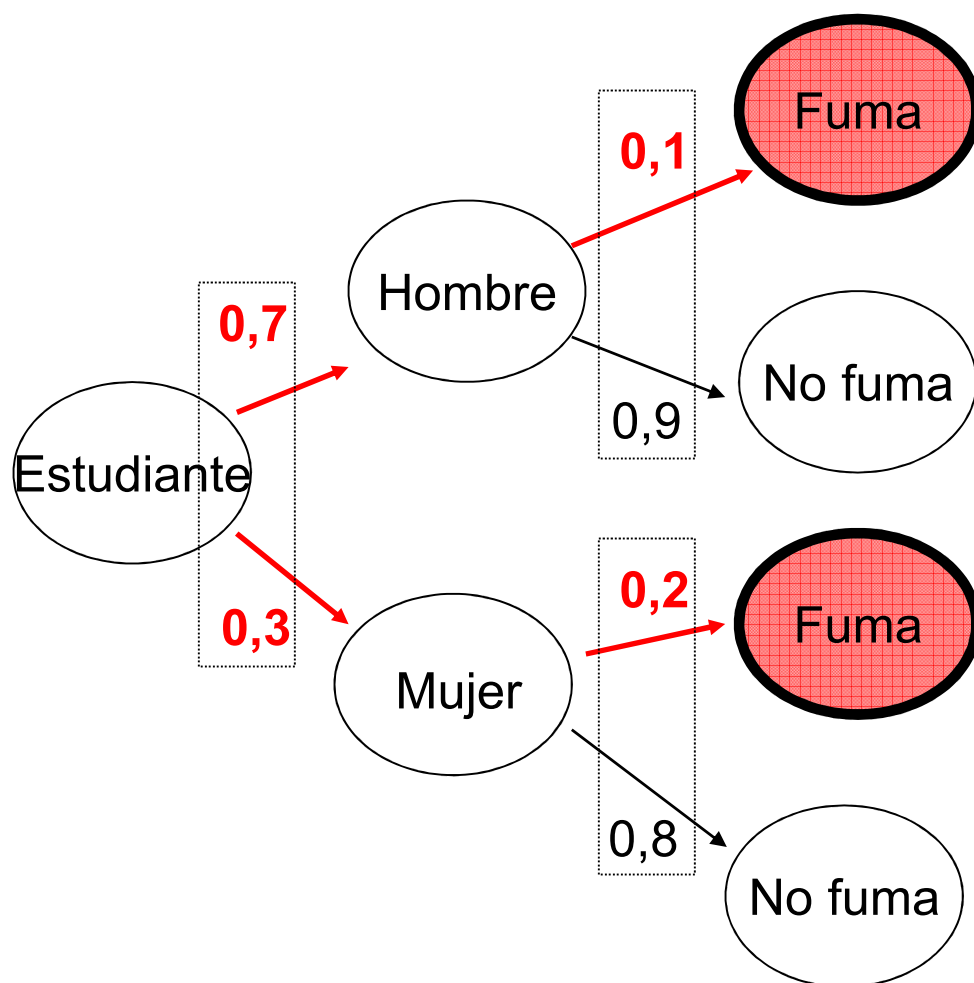 Fuma
0,1
Hombre
0,7
No fuma
0,9
Estudiante
0,2
Fuma
0,3
Mujer
0,8
No fuma